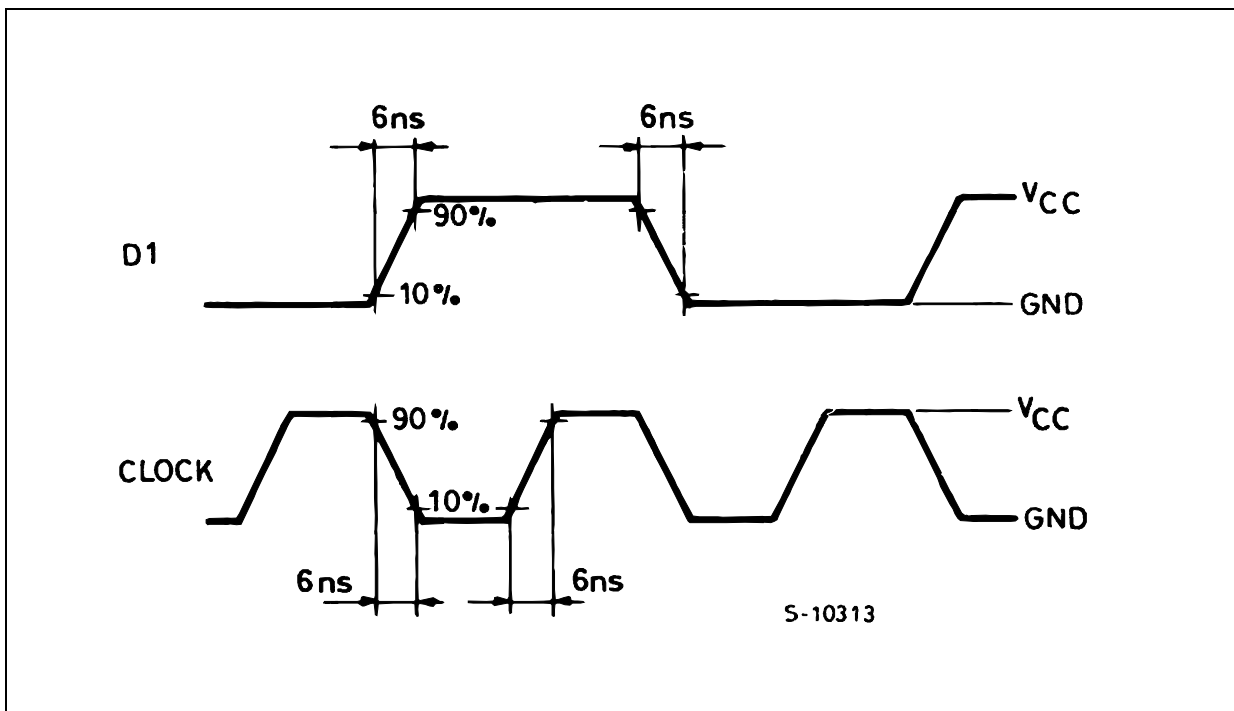 6ns 6ns
90% VCC
D1
10% GND
90% VCC
CLOCK
10% GND
6ns 6ns
S-10313